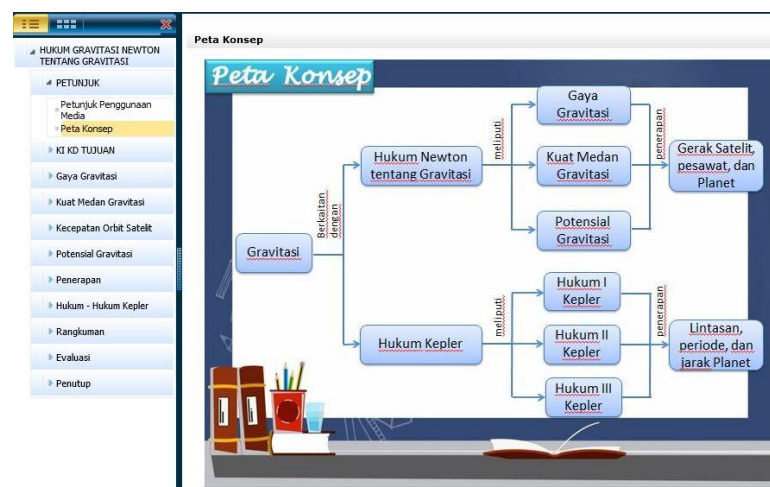 HUKUM GRAVITASI NEWTON
TENTANG GRAVITASI
PETUNJUK
Petunjuk Penggunaan
Media
Peta Konsep
KI KD TUJUAN
Gaya Gravitasi
Kuat Medan Gravitasi
Kecepatan Orbit Satelit
Potensial Gravitasi
Penerapan
Hukum - Hukum Kepler
Rangkuman
Evaluasi
Penutup
Peta Konsep
Peta Konsep
Gravitasi
Berkaitan
dengan
Hukum Newton
tentang Gravitasi
meliputi
Gaya
Gravitasi
Kuat Medan
Gravitasi
Potensial
Gravitasi
penerapan
Gerak Satelit,
pesawat, dan
Planet
Hukum Kepler
meliputi
Hukum I
Kepler
Hukum II
Kepler
Hukum III
Kepler
penerapan
Lintasan,
periode, dan
jarak Planet